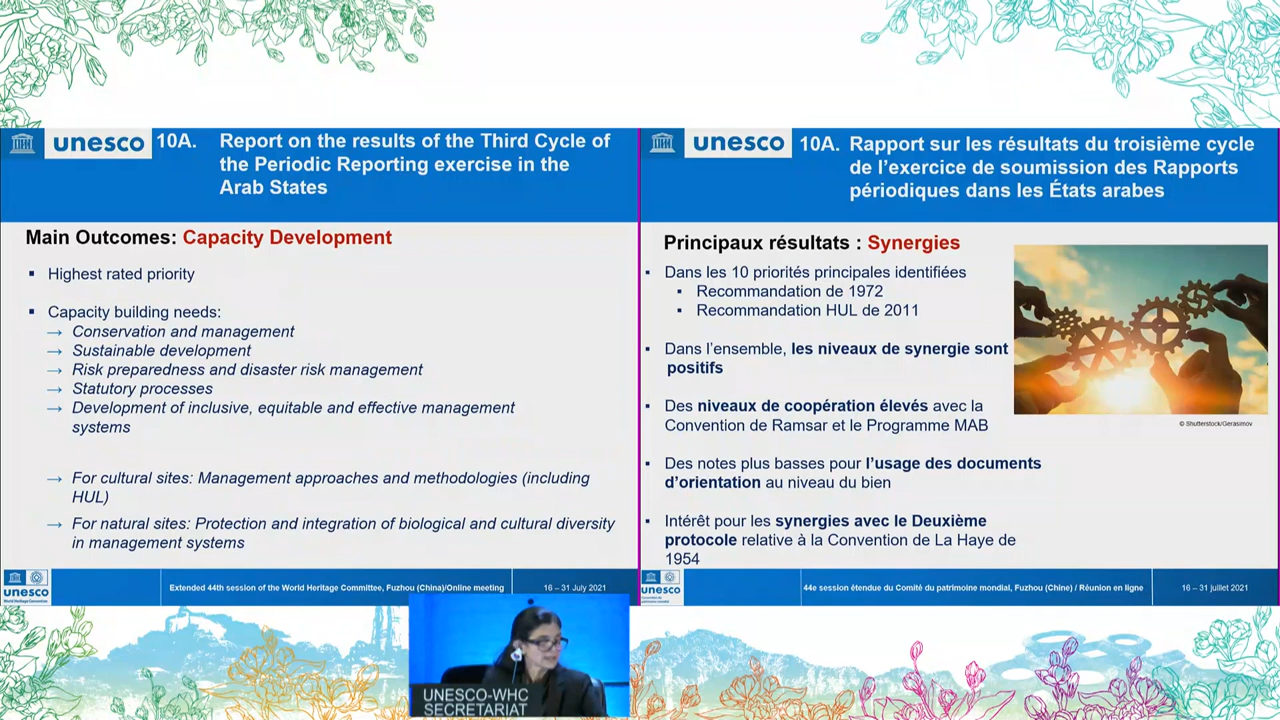 unesco
10A. Report on the results of the Third Cycle of
the Periodic Reporting exercise in the
Arab States
Main Outcomes: Capacity Development
▪ Highest rated priority
▪ Capacity building needs:
→ Conservation and management
→ Sustainable development
→ Risk preparedness and disaster risk management
→ Statutory processes
→ Development of inclusive, equitable and effective management
systems
→ For cultural sites: Management approaches and methodologies (including
HUL)
→ For natural sites: Protection and integration of biological and cultural diversity
in management systems
unesco
Extended 44th session of the World Heritage Committee, Fuzhou (China)/Online meeting
16 – 31 July 2021
unesco
10A. Rapport sur les résultats du troisième cycle
de l’exercice de soumission des Rapports
périodiques dans les États arabes
Principaux résultats : Synergies
▪ Dans les 10 priorités principales identifiées
▪ Recommandation de 1972
▪ Recommandation HUL de 2011
▪ Dans l’ensemble, les niveaux de synergie sont
positifs
▪ Des niveaux de coopération élevés avec la
Convention de Ramsar et le Programme MAB
▪ Des notes plus basses pour l’usage des documents
d’orientation au niveau du bien
▪ Intérêt pour les synergies avec le Deuxième
protocole relative à la Convention de La Haye de
1954
© Shutterstock/Gerasimov
unesco
44e session étendue du Comité du patrimoine mondial, Fuzhou (Chine) / Réunion en ligne
16 – 31 juillet 2021
UNESCO-WHC
SECRETARIAT